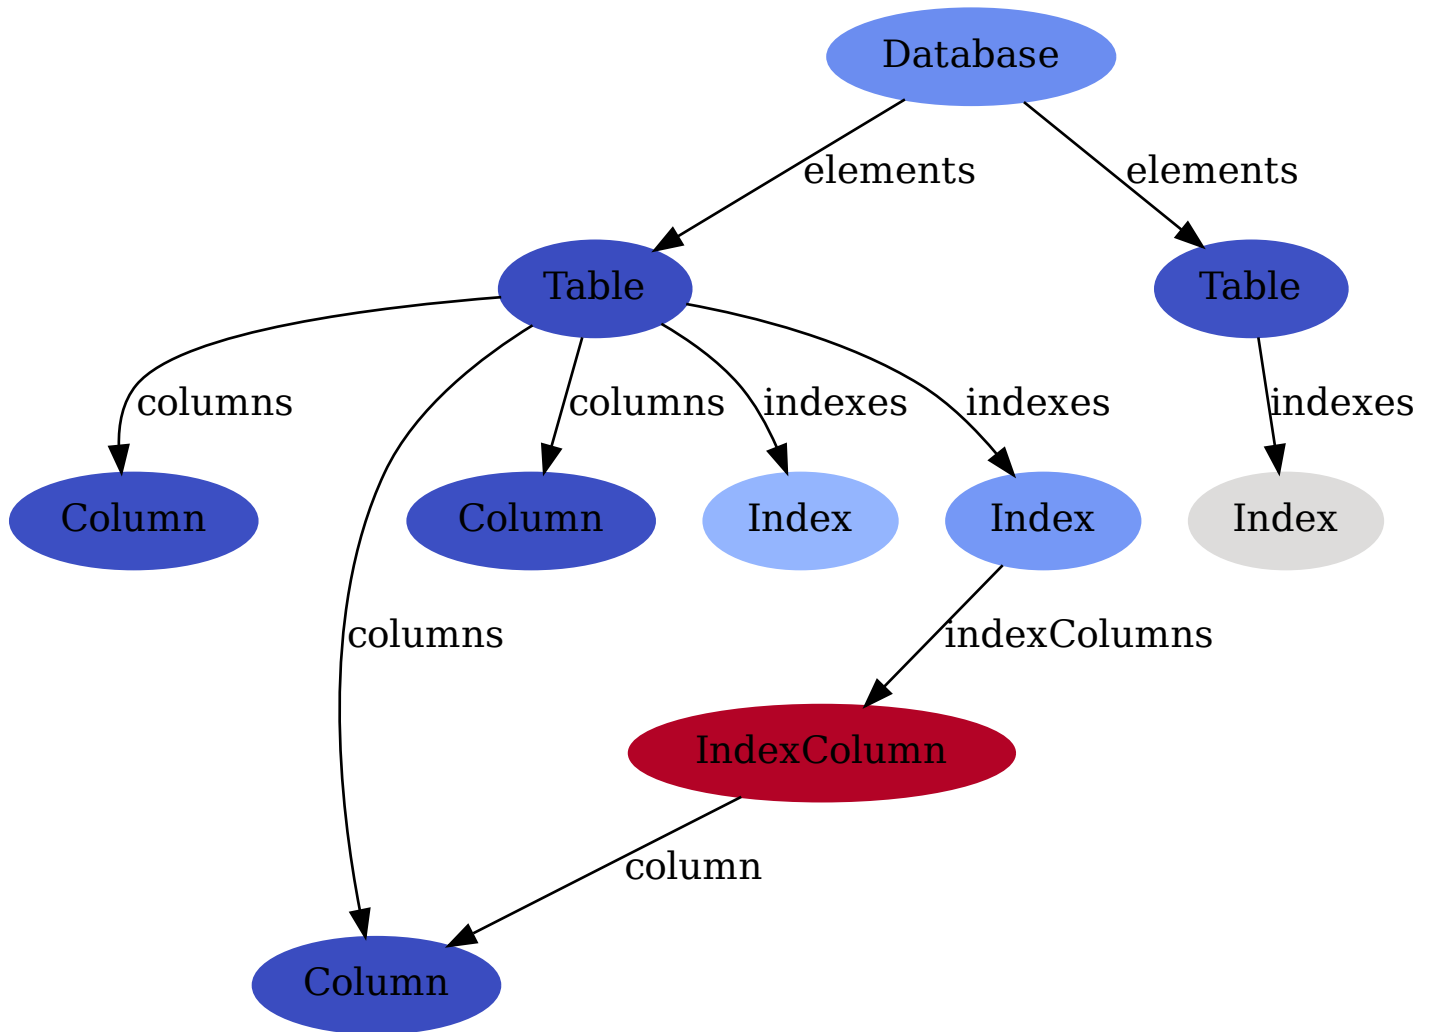 Database
elements
elements
Table
Table
columns
columns
indexes
indexes
indexes
Column
Column
Index
Index
Index
columns
indexColumns
IndexColumn
column
Column